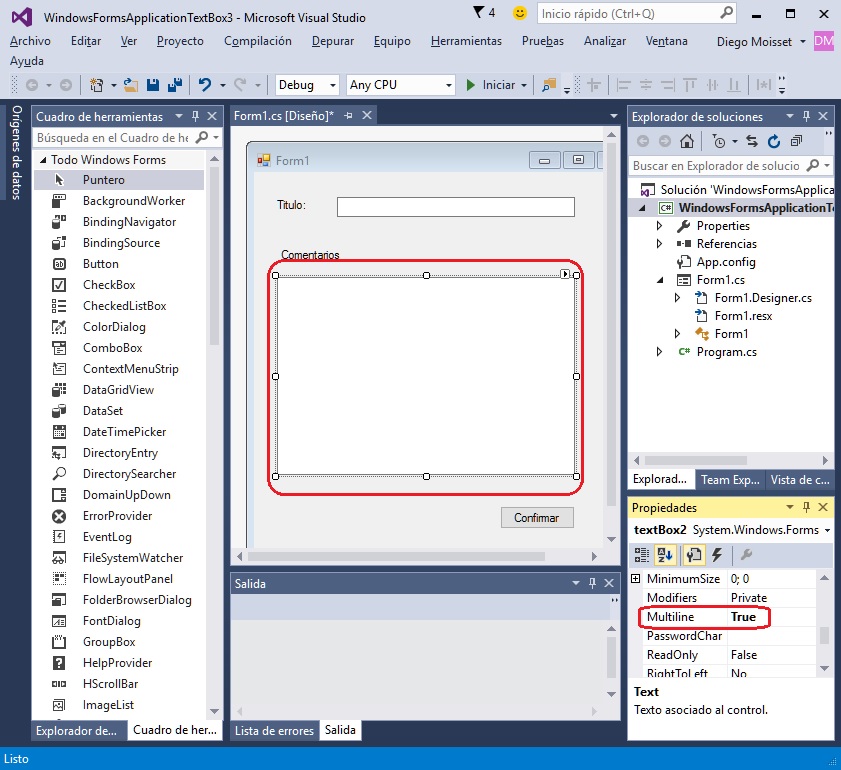 WindowsFormsApplicationTextBox3 - Microsoft Visual Studio
4
Inicio rápido (Ctrl+Q)
Archivo Editar Ver Proyecto Compilación Depurar Equipo Herramientas Pruebas Analizar Ventana
Diego Moisset
DM
Ayuda
Debug
Any CPU
Iniciar
Orígenes de datos
Cuadro de herramientas
Búsqueda en el Cuadro de he
Todo Windows Forms
Puntero
BackgroundWorker
BindingNavigator
BindingSource
Button
CheckBox
CheckedListBox
ColorDialog
ComboBox
ContextMenuStrip
DataGridView
DataSet
DateTimePicker
DirectoryEntry
DirectorySearcher
DomainUpDown
ErrorProvider
EventLog
FileSystemWatcher
FlowLayoutPanel
FolderBrowserDialog
FontDialog
GroupBox
HelpProvider
HScrollBar
ImageList
Explorador de...
Cuadro de her...
Form1.cs [Diseño]*
Form1
Titulo:
Comentarios
Confirmar
Salida
Lista de errores
Salida
Explorador de soluciones
Buscar en Explorador de solucio
Solución 'WindowsFormsApplica
WindowsFormsApplicationTe
Properties
Referencias
App.config
Form1.cs
Form1.Designer.cs
Form1.resx
Form1
Program.cs
Explorad...
Team Exp...
Vista de c...
Propiedades
textBox2 System.Windows.Forms
MinimumSize 0; 0
Modifiers Private
Multiline True
PasswordChar
ReadOnly False
RightToLeft No
Text
Texto asociado al control.
Listo